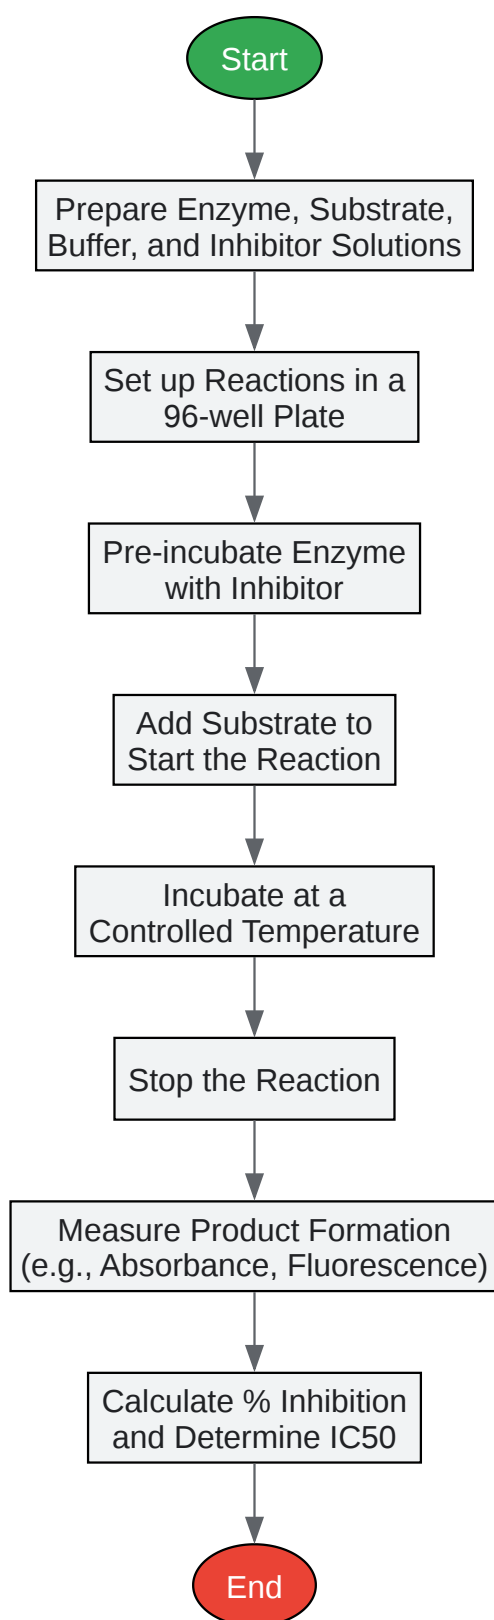 Start
Prepare Enzyme, Substrate,
Buffer, and Inhibitor Solutions
Set up Reactions in a
96-well Plate
Pre-incubate Enzyme
with Inhibitor
Add Substrate to
Start the Reaction
Incubate at a
Controlled Temperature
Stop the Reaction
Measure Product Formation
(e.g., Absorbance, Fluorescence)
Calculate % Inhibition
and Determine IC50
End